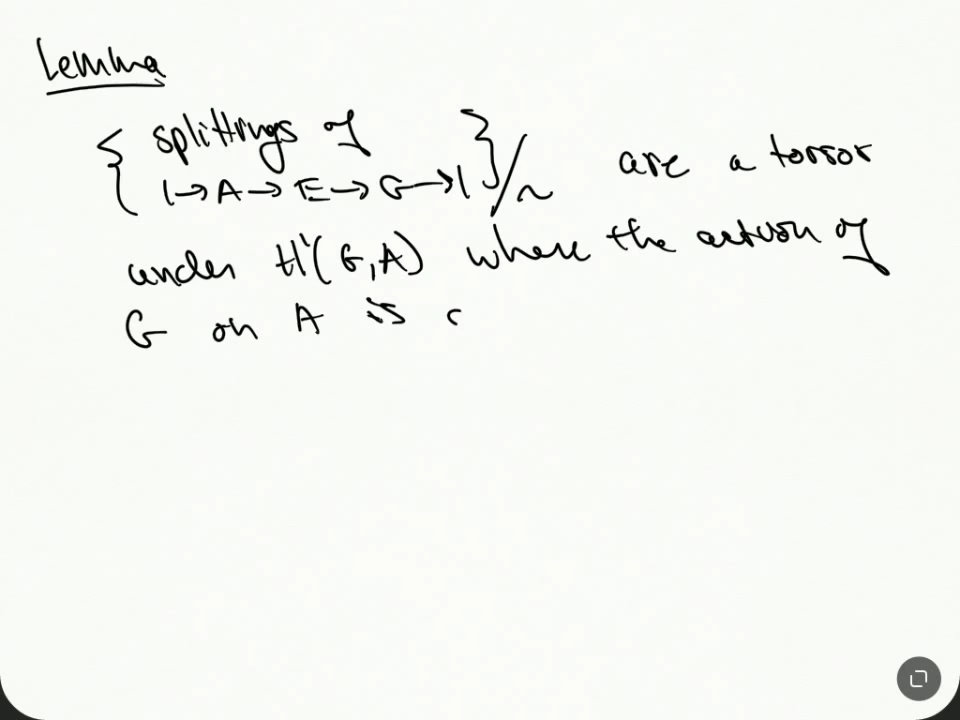 Lemma
{ splittings of
1→A→E→G→1 }/~ are a torsor
under H¹(G,A) where the action of
G on A is c